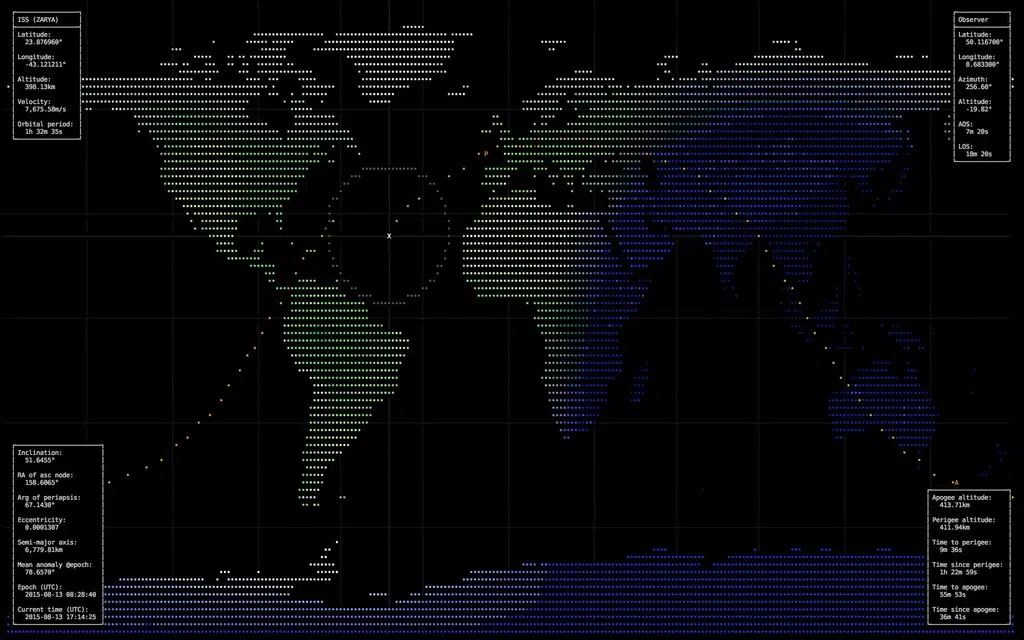 ISS (ZARYA)
Latitude:
23.876960°
Longitude:
-43.121211°
Altitude:
398.13km
Velocity:
7,675.58m/s
Orbital period:
1h 32m 35s
Observer
Latitude:
50.116700°
Longitude:
8.683300°
Azimuth:
256.60°
Altitude:
-19.82°
AOS:
7m 20s
LOS:
18m 20s
P
X
A
Inclination:
51.6455°
RA of asc node:
158.6065°
Arg of periapsis:
67.1430°
Eccentricity:
0.0001307
Semi-major axis:
6,779.81km
Mean anomaly @epoch:
78.6570°
Epoch (UTC):
2015-08-13 08:28:40
Current time (UTC):
2015-08-13 17:14:25
Apogee altitude:
413.71km
Perigee altitude:
411.94km
Time to perigee:
9m 36s
Time since perigee:
1h 22m 59s
Time to apogee:
55m 53s
Time since apogee:
36m 41s